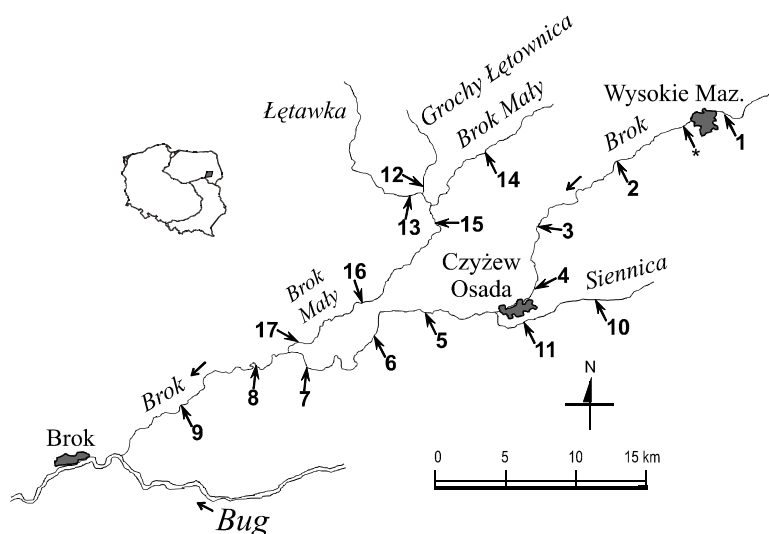 Łętawka
Grochy Łętownica
Brok Mały
Wysokie Maz.
Brok
*
1
2
3
4
12
13
14
15
Czyżew
Osada
Siennica
10
11
Brok
Mały
16
17
5
6
7
8
9
Brok
Brok
Bug
N
0 5 10 15 km